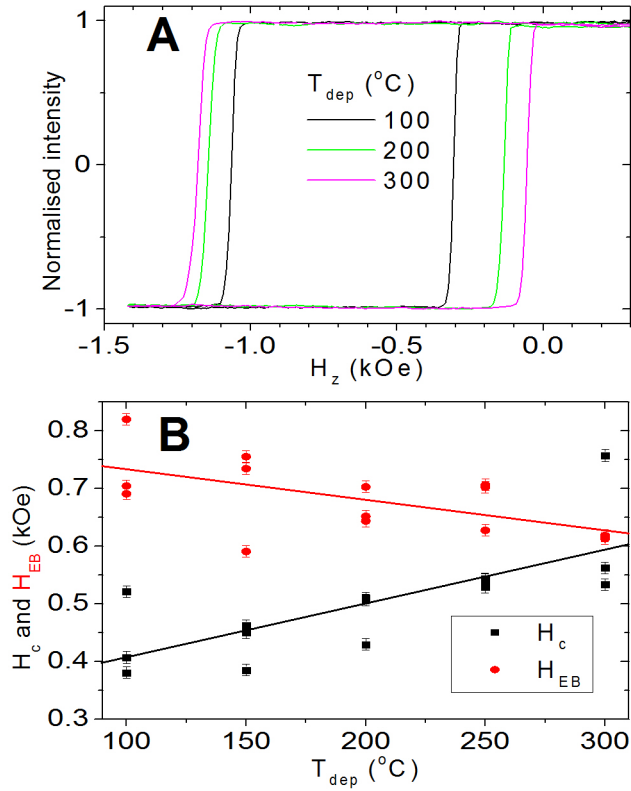 A
T_dep (°C)
100
200
300
Normalised intensity
1
0
-1
-1.5 -1.0 -0.5 0.0
H_z (kOe)
B
H_c and H_EB (kOe)
0.8
0.7
0.6
0.5
0.4
0.3
H_c
H_EB
100 150 200 250 300
T_dep (°C)